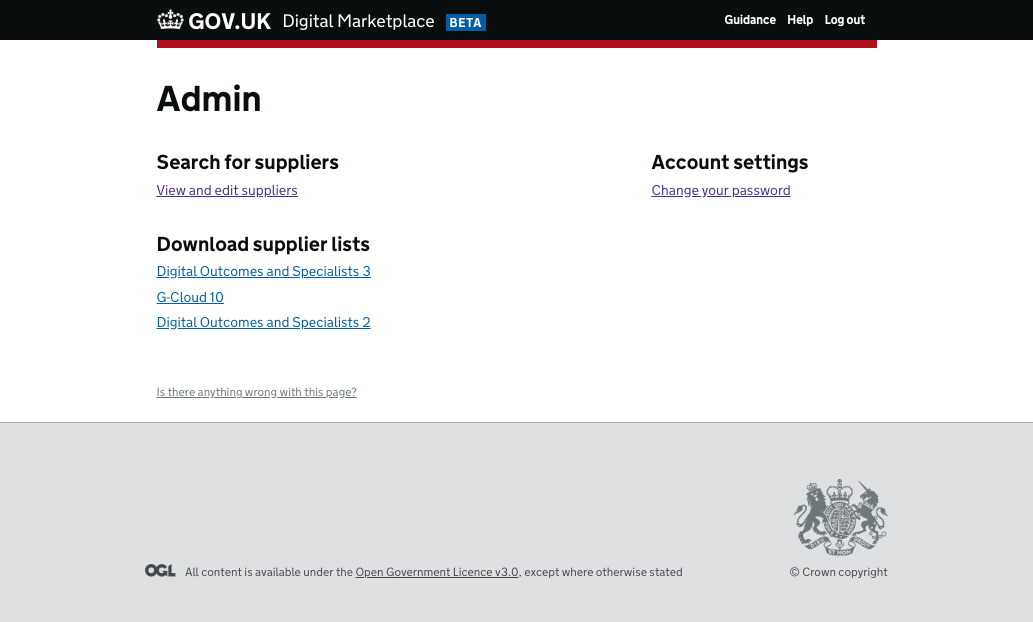 GOV.UK Digital Marketplace BETA Guidance Help Log out
Admin
Search for suppliers
View and edit suppliers
Account settings
Change your password
Download supplier lists
Digital Outcomes and Specialists 3
G-Cloud 10
Digital Outcomes and Specialists 2
Is there anything wrong with this page?
OGL All content is available under the Open Government Licence v3.0, except where otherwise stated
© Crown copyright